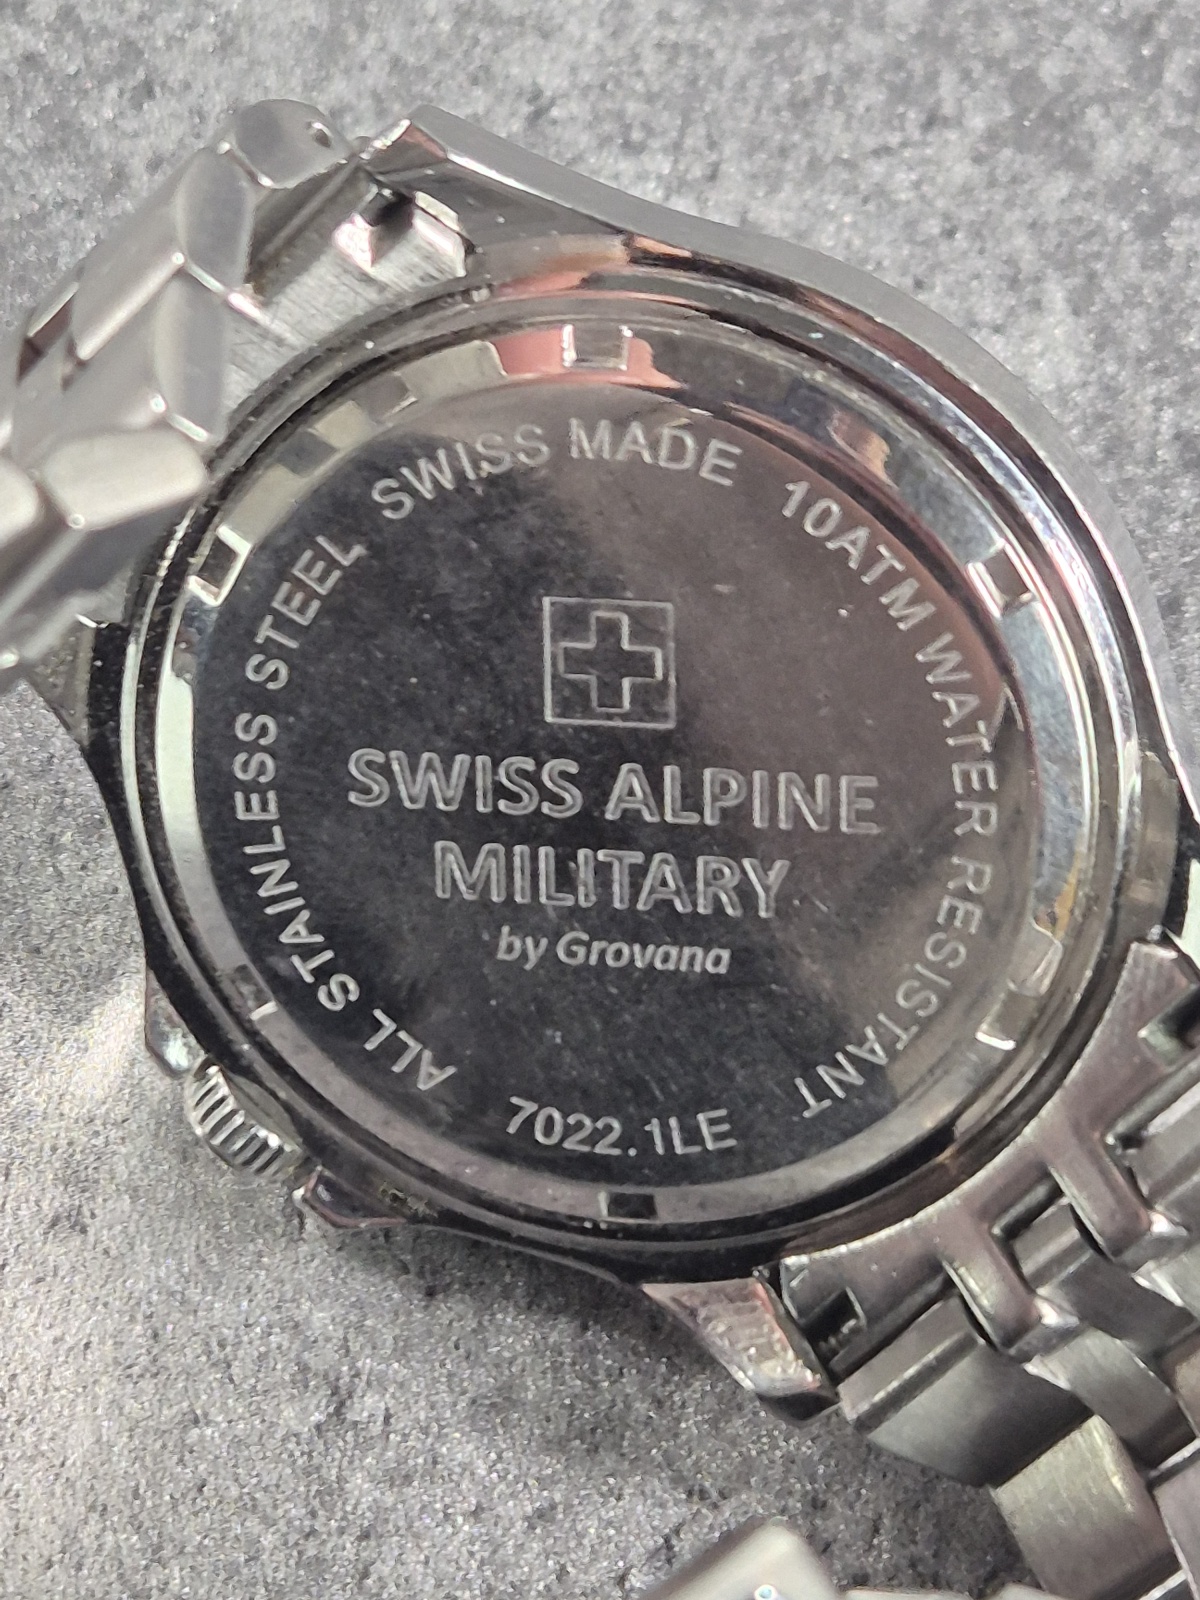 SWISS MADE
10ATM WATER RESISTANT
7022.1LE
ALL STAINLESS STEEL
SWISS ALPINE
MILITARY
by Grovana